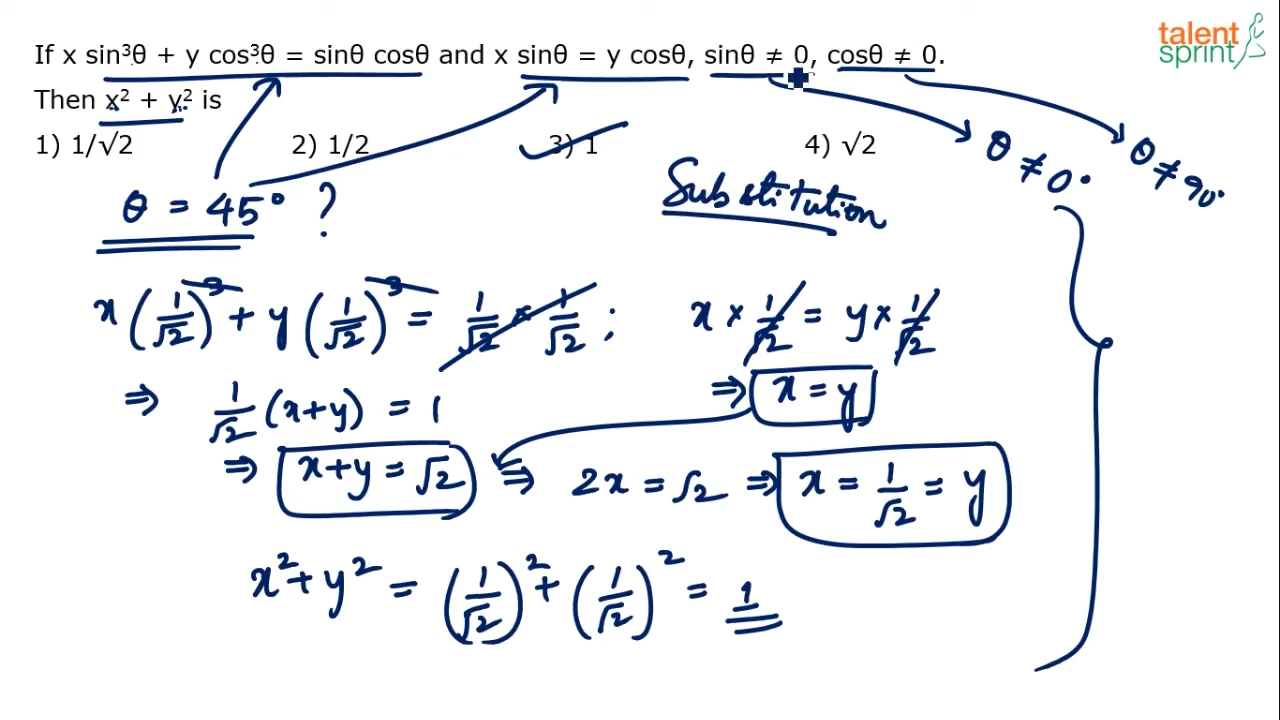 talent
sprint
If x sin³θ + y cos³θ = sinθ cosθ and x sinθ = y cosθ, sinθ ≠ 0, cosθ ≠ 0.
Then x² + y² is
1) 1/√2 2) 1/2 3) 1 4) √2
θ ≠ 0° θ ≠ 90°
θ = 45° ? Substitution
x(1/√2)³ + y(1/√2)³ = 1/√2 × 1/√2 ; x × 1/√2 = y × 1/√2
⇒ 1/√2 (x+y) = 1 ⇒ x = y
⇒ x+y = √2 ⇒ 2x = √2 ⇒ x = 1/√2 = y
x² + y² = (1/√2)² + (1/√2)² = 1